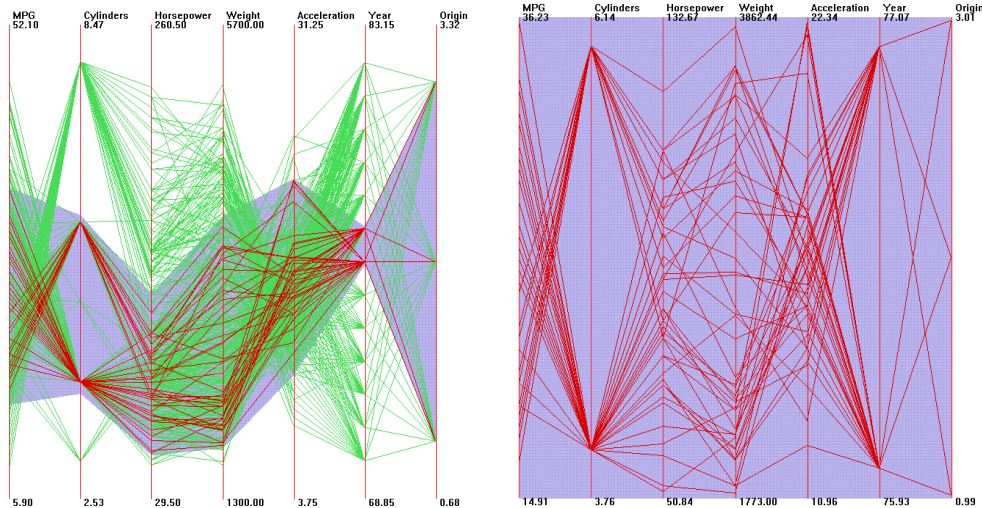 MPG Cylinders Horsepower Weight Acceleration Year Origin
52.10 8.47 260.50 5700.00 31.25 83.15 3.32
5.90 2.53 29.50 1300.00 3.75 68.85 0.68
MPG Cylinders Horsepower Weight Acceleration Year Origin
36.23 6.14 132.67 3862.44 22.34 77.07 3.01
14.91 3.76 50.84 1773.00 10.96 75.93 0.99